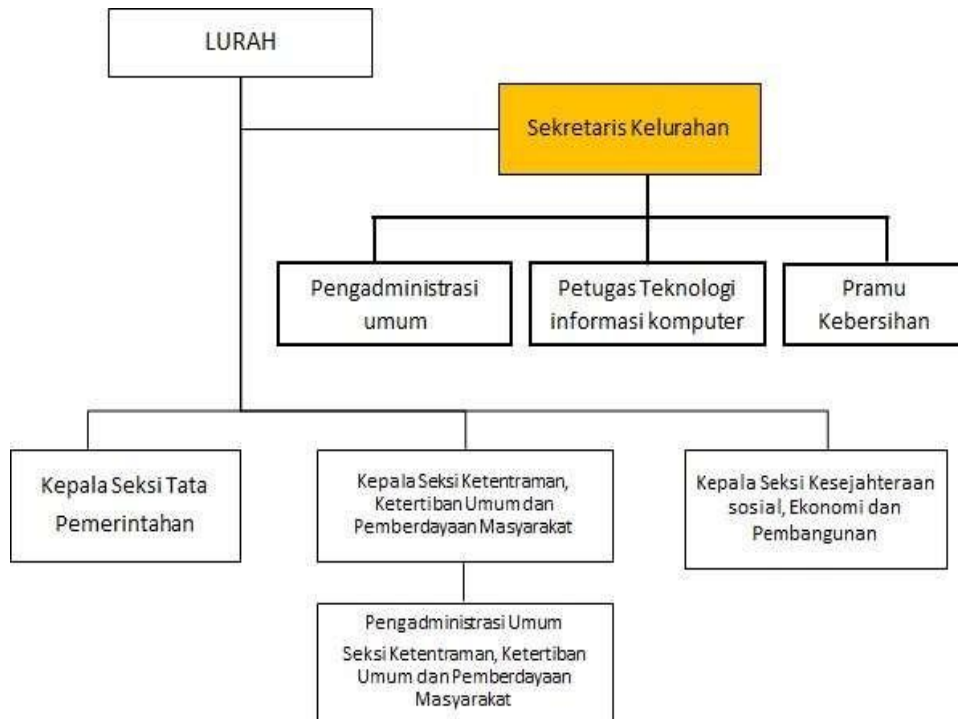 LURAH
Sekretaris Kelurahan
Pengadministrasi
umum
Petugas Teknologi
informasi komputer
Pramu
Kebersihan
Kepala Seksi Tata
Pemerintahan
Kepala Seksi Ketentraman,
Ketertiban Umum dan
Pemberdayaan Masyarakat
Kepala Seksi Kesejahteraan
sosial, Ekonomi dan
Pembangunan
Pengadministrasi Umum
Seksi Ketentraman, Ketertiban
Umum dan Pemberdayaan
Masyarakat